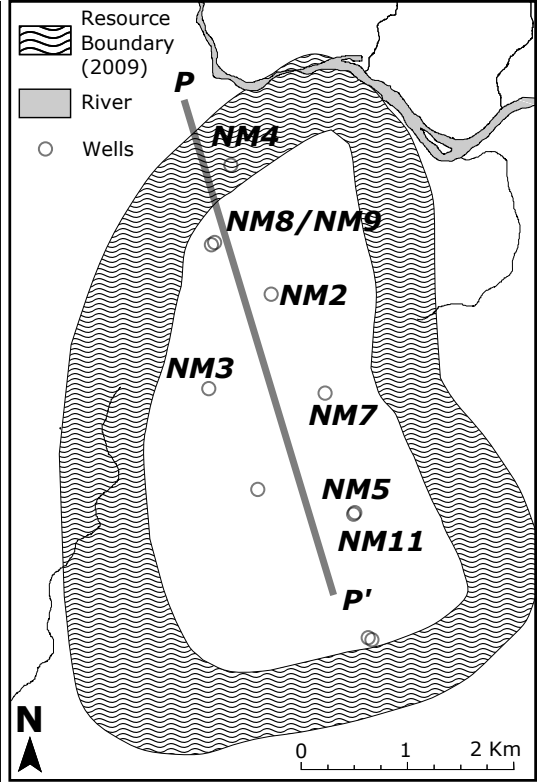 Resource
Boundary
(2009)
River
Wells
P
NM4
NM8/NM9
NM2
NM3
NM7
NM5
NM11
P'
N
0 1 2 Km